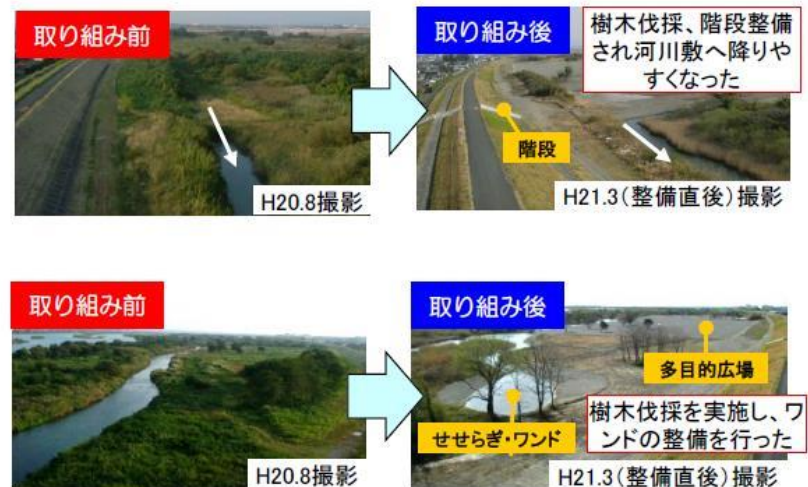 取り組み前
取り組み後
樹木伐採、階段整備
され河川敷へ降りや
すくなった
階段
H20.8撮影
H21.3(整備直後)撮影
取り組み前
取り組み後
多目的広場
樹木伐採を実施し、ワ
ンドの整備を行った
せせらぎ・ワンド
H20.8撮影
H21.3(整備直後)撮影